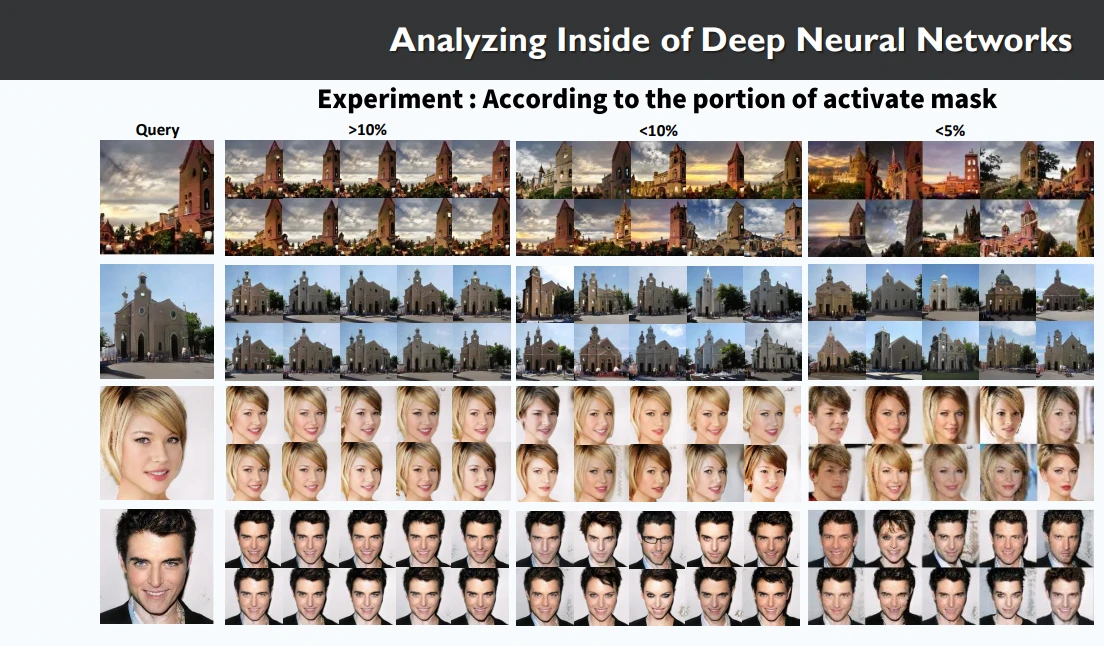 Analyzing Inside of Deep Neural Networks
Experiment : According to the portion of activate mask
Query >10% <10% <5%